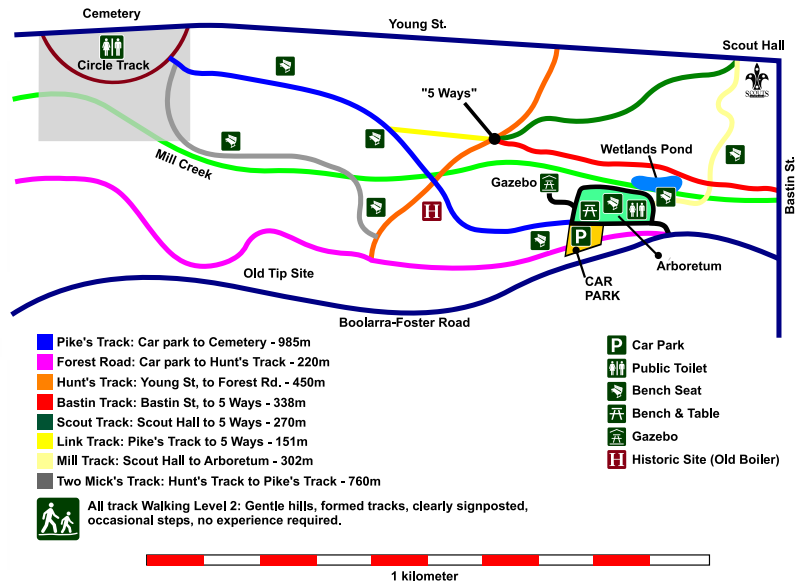 Cemetery
Young St.
Circle Track
Scout Hall
SCOUTS
"5 Ways"
Wetlands Pond
Mill Creek
Gazebo
Bastin St.
H
P
Arboretum
Old Tip Site
CAR
PARK
Boolarra-Foster Road
Pike's Track: Car park to Cemetery - 985m
Forest Road: Car park to Hunt's Track - 220m
Hunt's Track: Young St, to Forest Rd. - 450m
Bastin Track: Bastin St, to 5 Ways - 338m
Scout Track: Scout Hall to 5 Ways - 270m
Link Track: Pike's Track to 5 Ways - 151m
Mill Track: Scout Hall to Arboretum - 302m
Two Mick's Track: Hunt's Track to Pike's Track - 760m
P Car Park
Public Toilet
Bench Seat
Bench & Table
Gazebo
H Historic Site (Old Boiler)
All track Walking Level 2: Gentle hills, formed tracks, clearly signposted,
occasional steps, no experience required.
1 kilometer